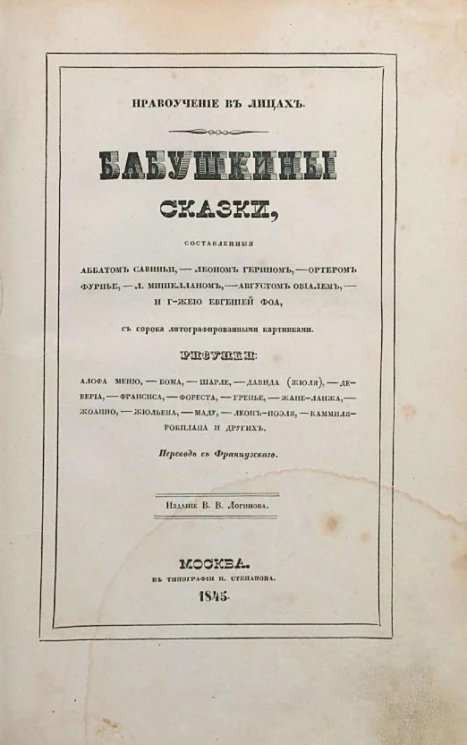 НРАВОУЧЕНІЕ ВЪ ЛИЦАХЪ.
БАБУШКИНЫ
СКАЗКИ,
СОСТАВЛЕННЫЯ
АББАТОМЪ САВИНЬИ, — ЛЕОНОМЪ ГЕРИНОМЪ, — ОРТЕРОМЪ
ФУРНЬЕ, — Л. МИШЕЛЛАНОМЪ, — АВГУСТОМЪ ОВІАЛЕМЪ, —
И Г-ЖЕЮ ЕВГЕНІЕЙ ФОА,
съ сорока литографированными картинками.
РИСУНКИ:
АЛОФА МЕНЮ, — БОМА, — ШАРЛЕ, — ДАВИДА (ЖЮЛЯ), — ДЕ-
ВЕРІА, — ФРАНСИСА, — ФОРЕСТА, — ГРЕНЬЕ, — ЖАНЕ-ЛАНЖА, —
ЖОАННО, — ЖЮЛЬЕНА, — МАДУ, — ЛЕОНЪ-НОЭЛЯ, — КАММИЛЯ-
РОКПЛАНА И ДРУГИХЪ.
Переводъ съ Французскаго.
Изданіе В. В. Логинова.
МОСКВА.
ВЪ ТИПОГРАФІИ Н. СТЕПАНОВА.
1845.